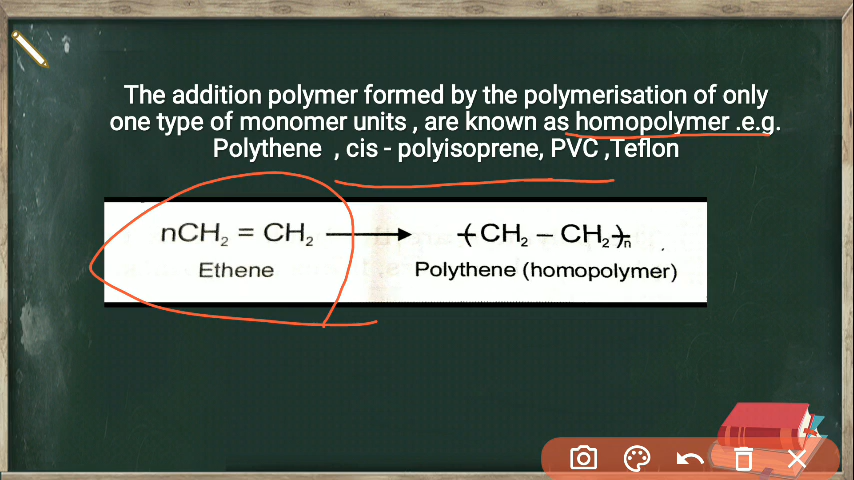 The addition polymer formed by the polymerisation of only
one type of monomer units , are known as homopolymer .e.g.
Polythene , cis - polyisoprene, PVC ,Teflon
nCH₂ = CH₂ ⟶ ⟮CH₂ – CH₂⟯ₙ
Ethene Polythene (homopolymer)